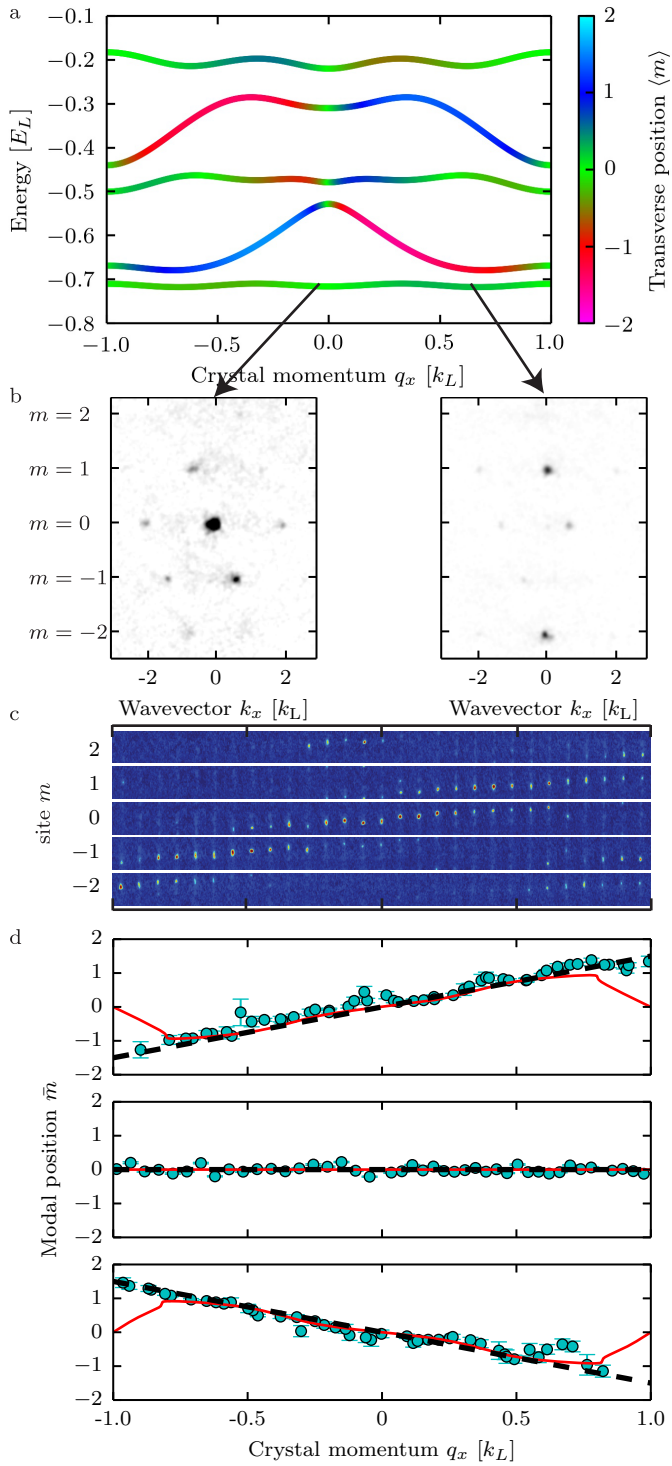 a
−0.1
−0.2
−0.3
−0.4
−0.5
−0.6
−0.7
−0.8
Energy [E_L]
−1.0
−0.5
0.0
0.5
1.0
Crystal momentum q_x [k_L]
2
1
0
−1
−2
Transverse position ⟨m⟩
b
m = 2
m = 1
m = 0
m = −1
m = −2
-2
0
2
Wavevector k_x [k_L]
-2
0
2
Wavevector k_x [k_L]
c
site m
2
1
0
−1
−2
d
Modal position m̄
2
1
0
−1
−2
2
1
0
−1
−2
2
1
0
−1
−2
-1.0
-0.5
0
0.5
1.0
Crystal momentum q_x [k_L]